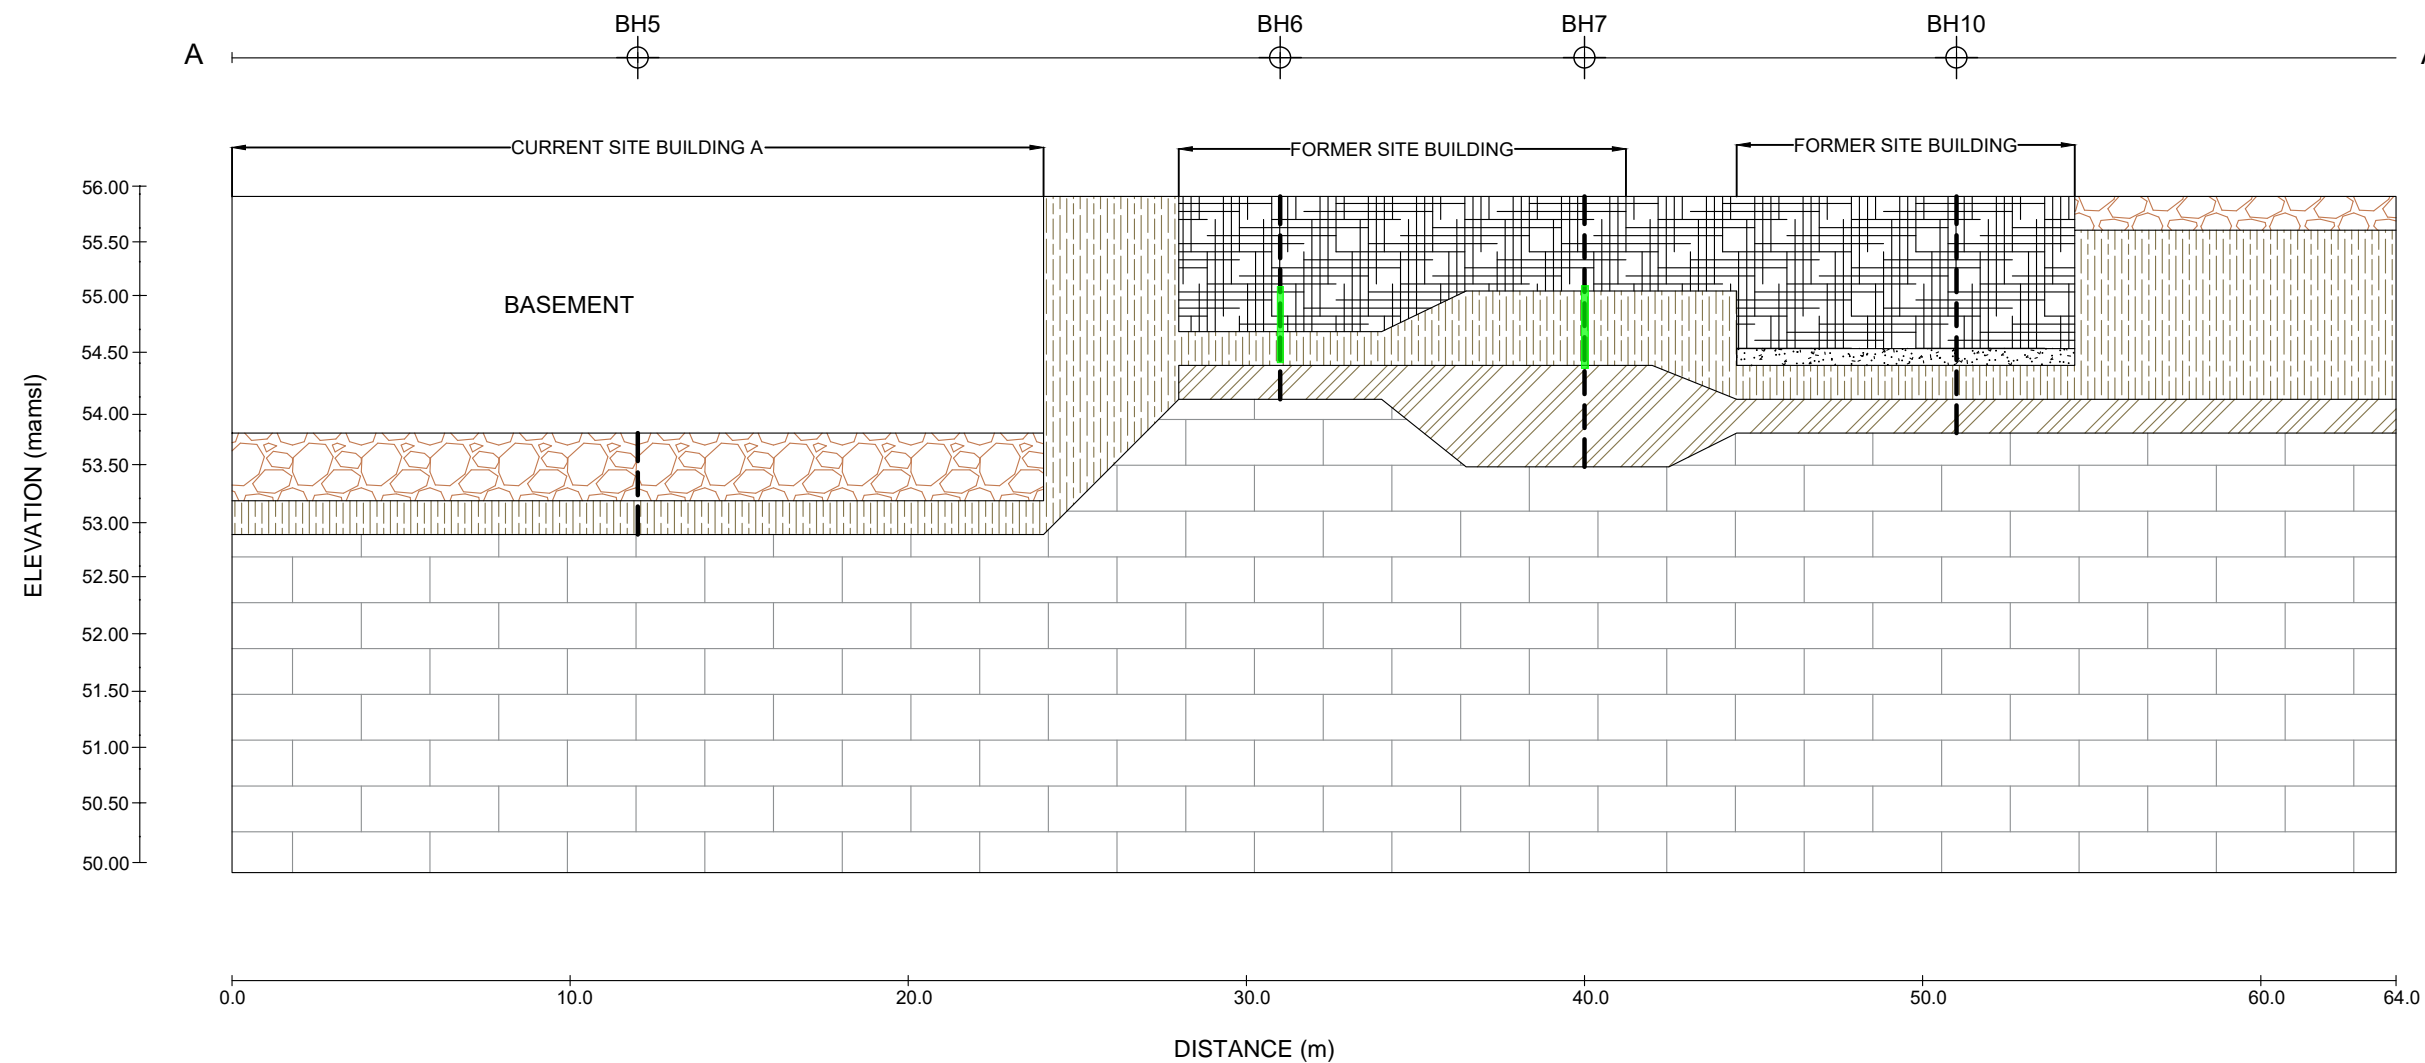 BH5 BH6 BH7 BH10
A
CURRENT SITE BUILDING A FORMER SITE BUILDING FORMER SITE BUILDING
56.00
55.50
55.00
54.50
54.00
53.50
53.00
52.50
52.00
51.50
51.00
50.50
50.00
ELEVATION (mamsl)
BASEMENT
0.0 10.0 20.0 30.0 40.0 50.0 60.0 64.0
DISTANCE (m)